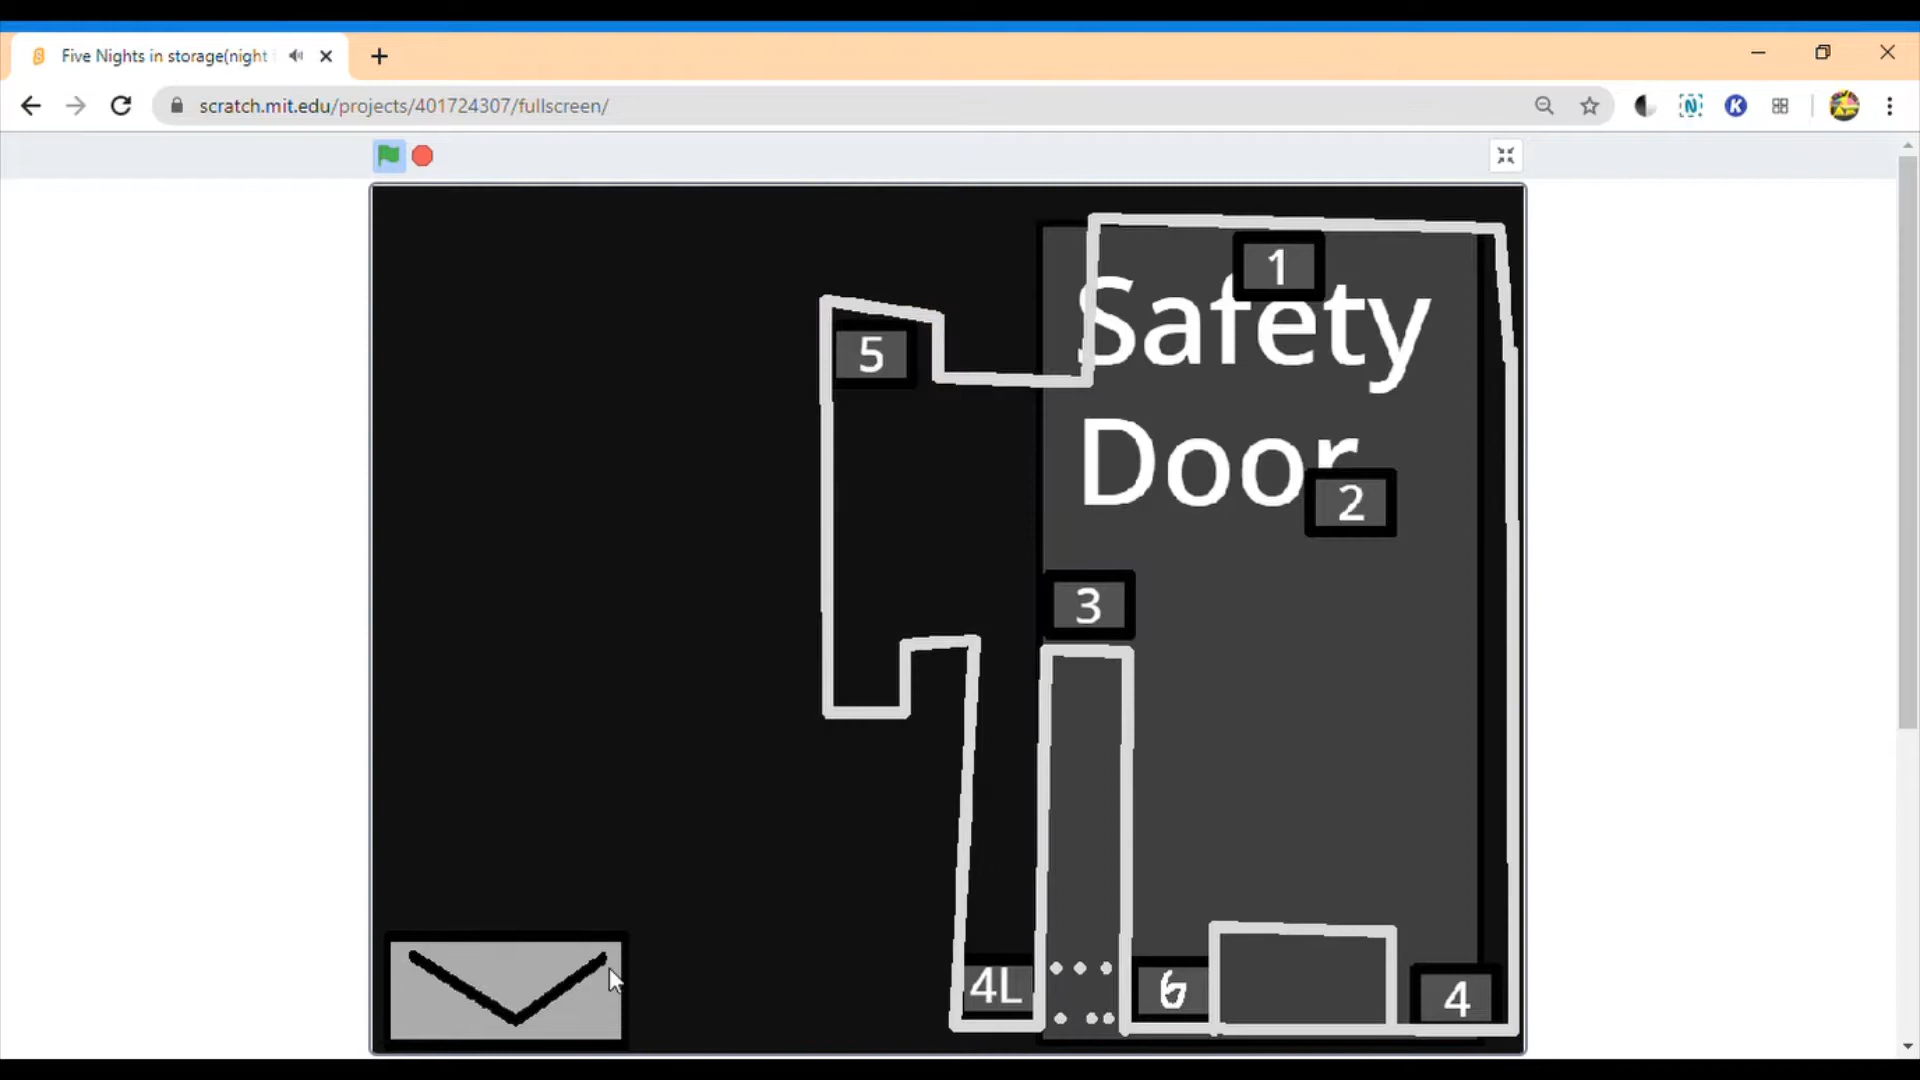 Five Nights in storage(night
scratch.mit.edu/projects/401724307/fullscreen/
1
Safety
5
Door
2
3
4L
6
4